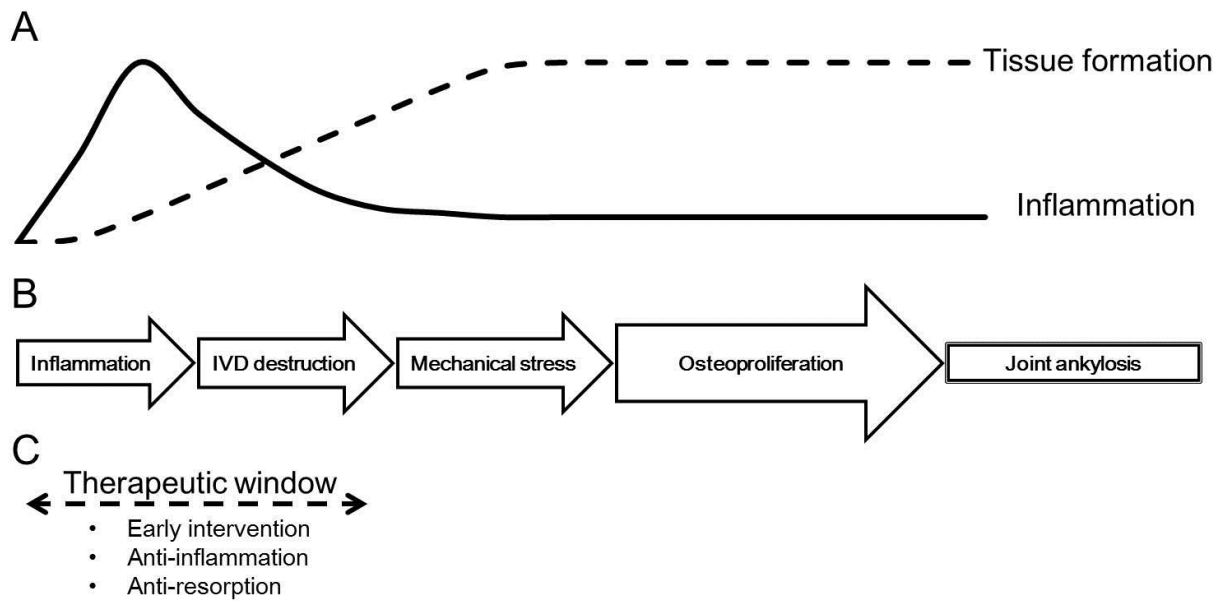 A
Tissue formation
Inflammation
B
Inflammation
IVD destruction
Mechanical stress
Osteoproliferation
Joint ankylosis
C
Therapeutic window
• Early intervention
• Anti-inflammation
• Anti-resorption